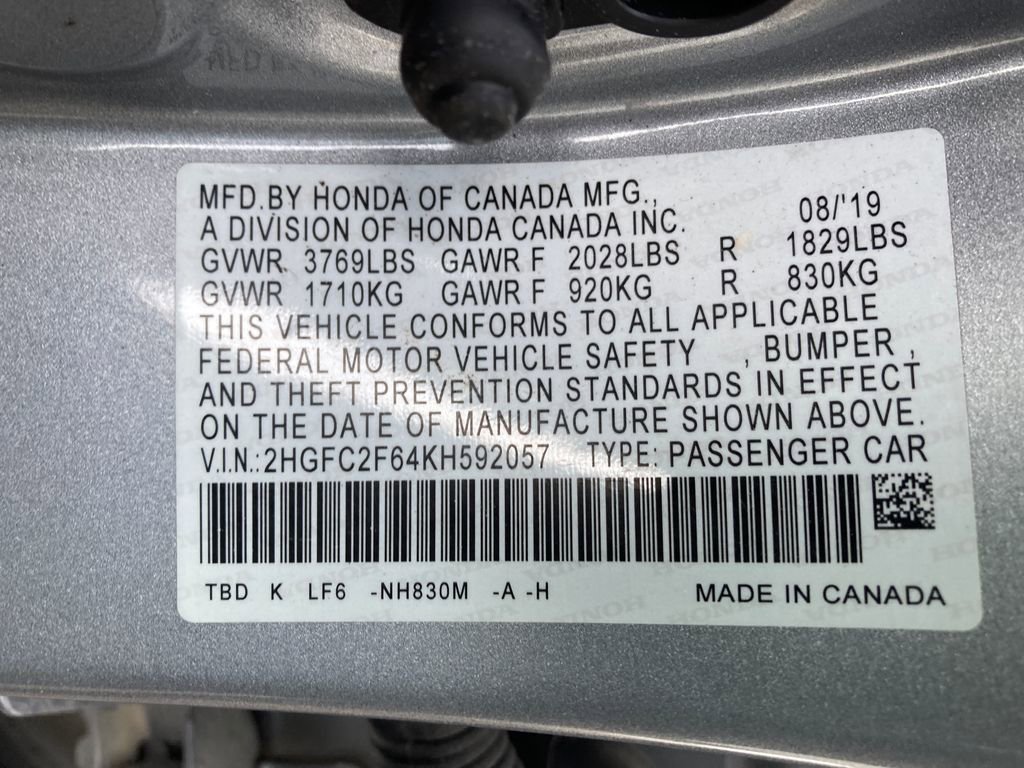 MFD.BY HONDA OF CANADA MFG.,
A DIVISION OF HONDA CANADA INC. 08/'19
GVWR 3769LBS GAWR F 2028LBS R 1829LBS
GVWR 1710KG GAWR F 920KG R 830KG
THIS VEHICLE CONFORMS TO ALL APPLICABLE
FEDERAL MOTOR VEHICLE SAFETY , BUMPER ,
AND THEFT PREVENTION STANDARDS IN EFFECT
ON THE DATE OF MANUFACTURE SHOWN ABOVE.
V.I.N.:2HGFC2F64KH592057 TYPE: PASSENGER CAR
TBD K LF6 -NH830M -A -H MADE IN CANADA